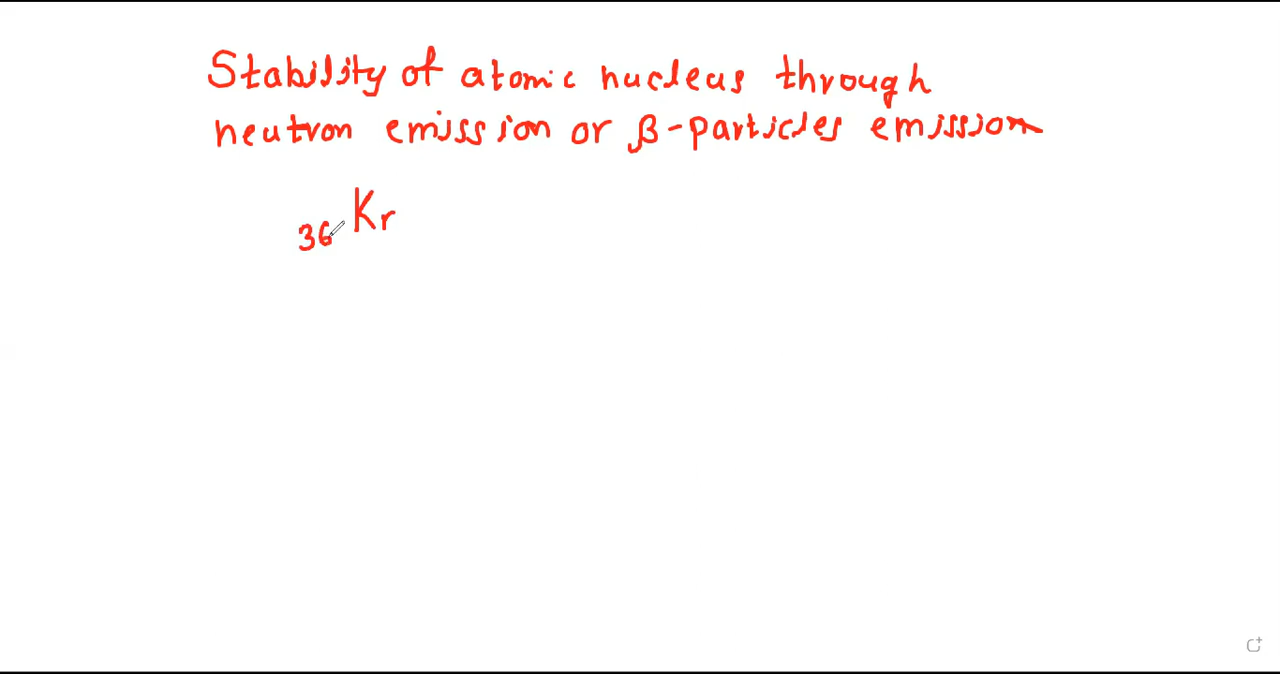 Stability of atomic nucleus through
neutron emission or β-particles emission
36Kr